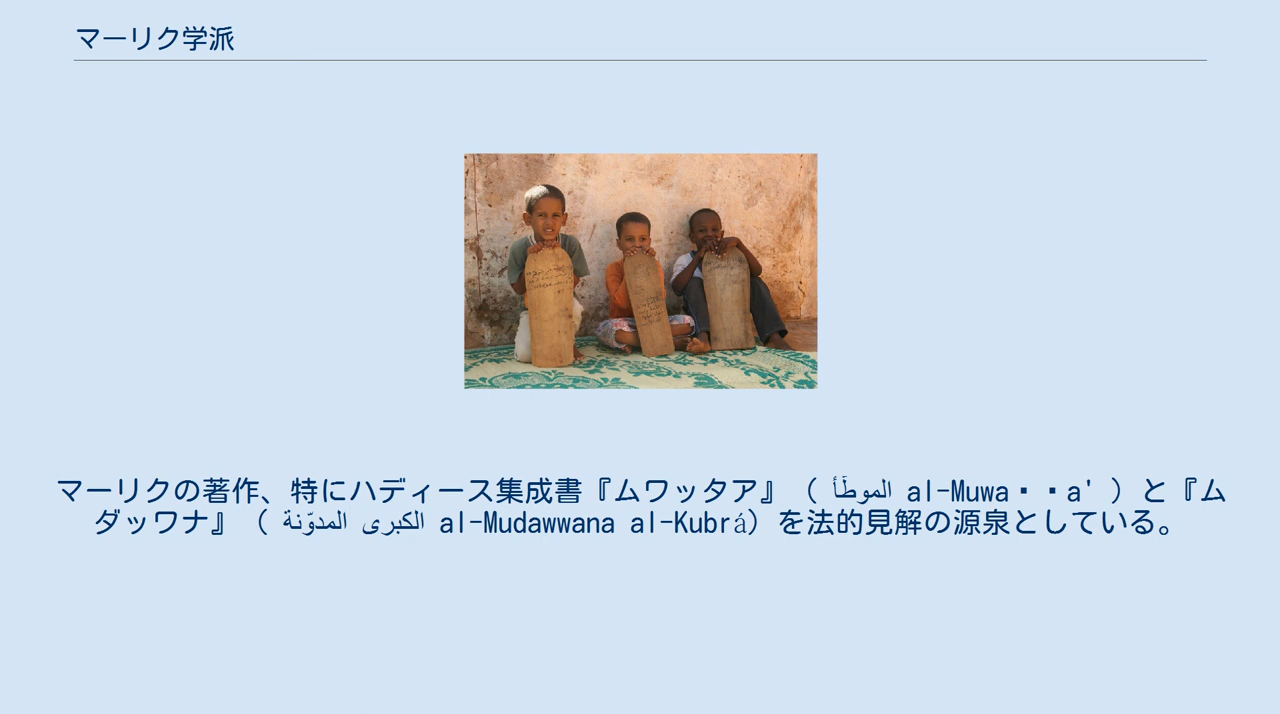 マーリク学派
マーリクの著作、特にハディース集成書『ムワッタア』（ الموطّأ al-Muwa··a' ）と『ム
ダッワナ』（ المدوّنة الكبرى al-Mudawwana al-Kubrá）を法的見解の源泉としている。